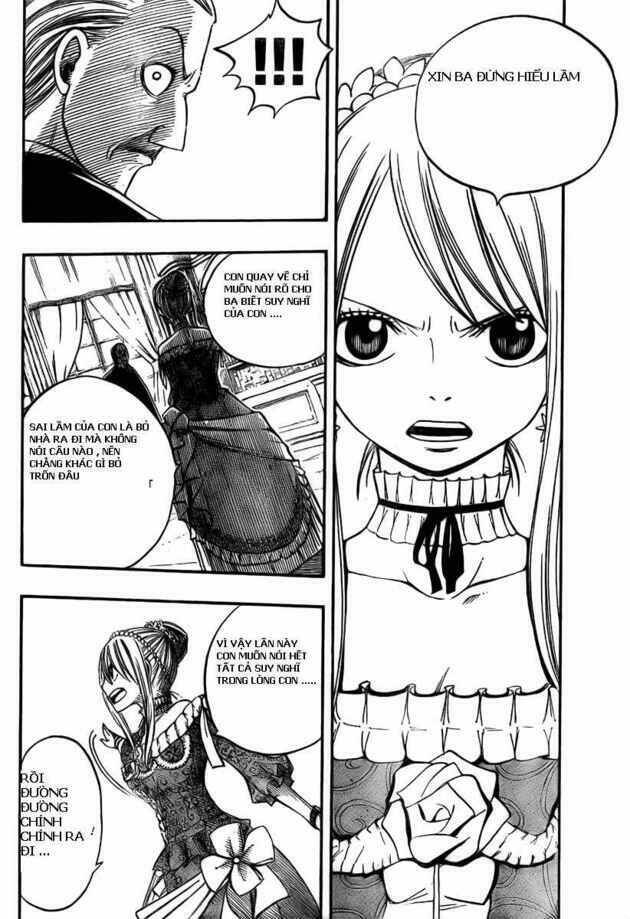 XIN BA ĐỪNG HIỂU LẦM
!!!
CON QUAY VỀ CHỈ
MUỐN NÓI RÕ CHO
BA BIẾT SUY NGHĨ
CỦA CON ....
SAI LẦM CỦA CON LÀ BỎ
NHÀ RA ĐI MÀ KHÔNG
NÓI CÂU NÀO , NÊN
CHẲNG KHÁC GÌ BỎ
TRỐN ĐÂU
VÌ VẬY LẦN NÀY
CON MUỐN NÓI HẾT
TẤT CẢ SUY NGHĨ
TRONG LÒNG CON .....
RỒI
ĐƯỜNG
ĐƯỜNG
CHÍNH
CHÍNH RA
ĐI ...